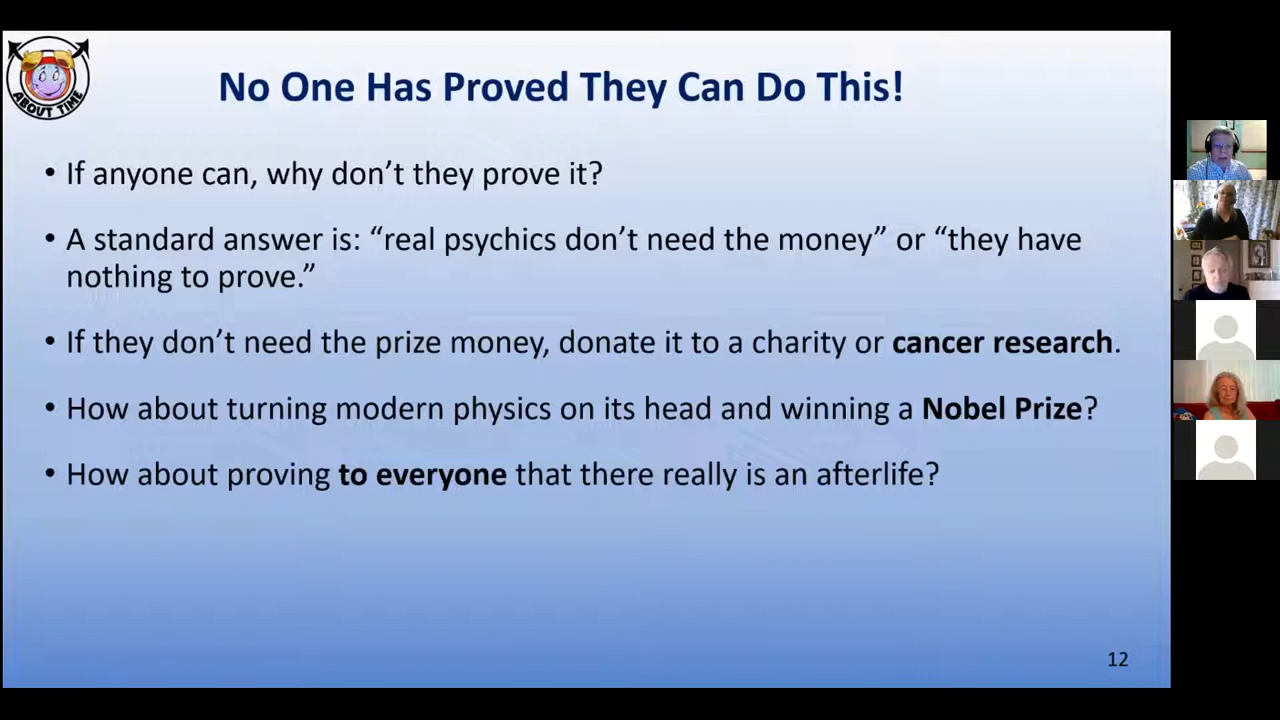 ABOUT TIME
No One Has Proved They Can Do This!
• If anyone can, why don’t they prove it?
• A standard answer is: “real psychics don’t need the money” or “they have
nothing to prove.”
• If they don’t need the prize money, donate it to a charity or cancer research.
• How about turning modern physics on its head and winning a Nobel Prize?
• How about proving to everyone that there really is an afterlife?
12